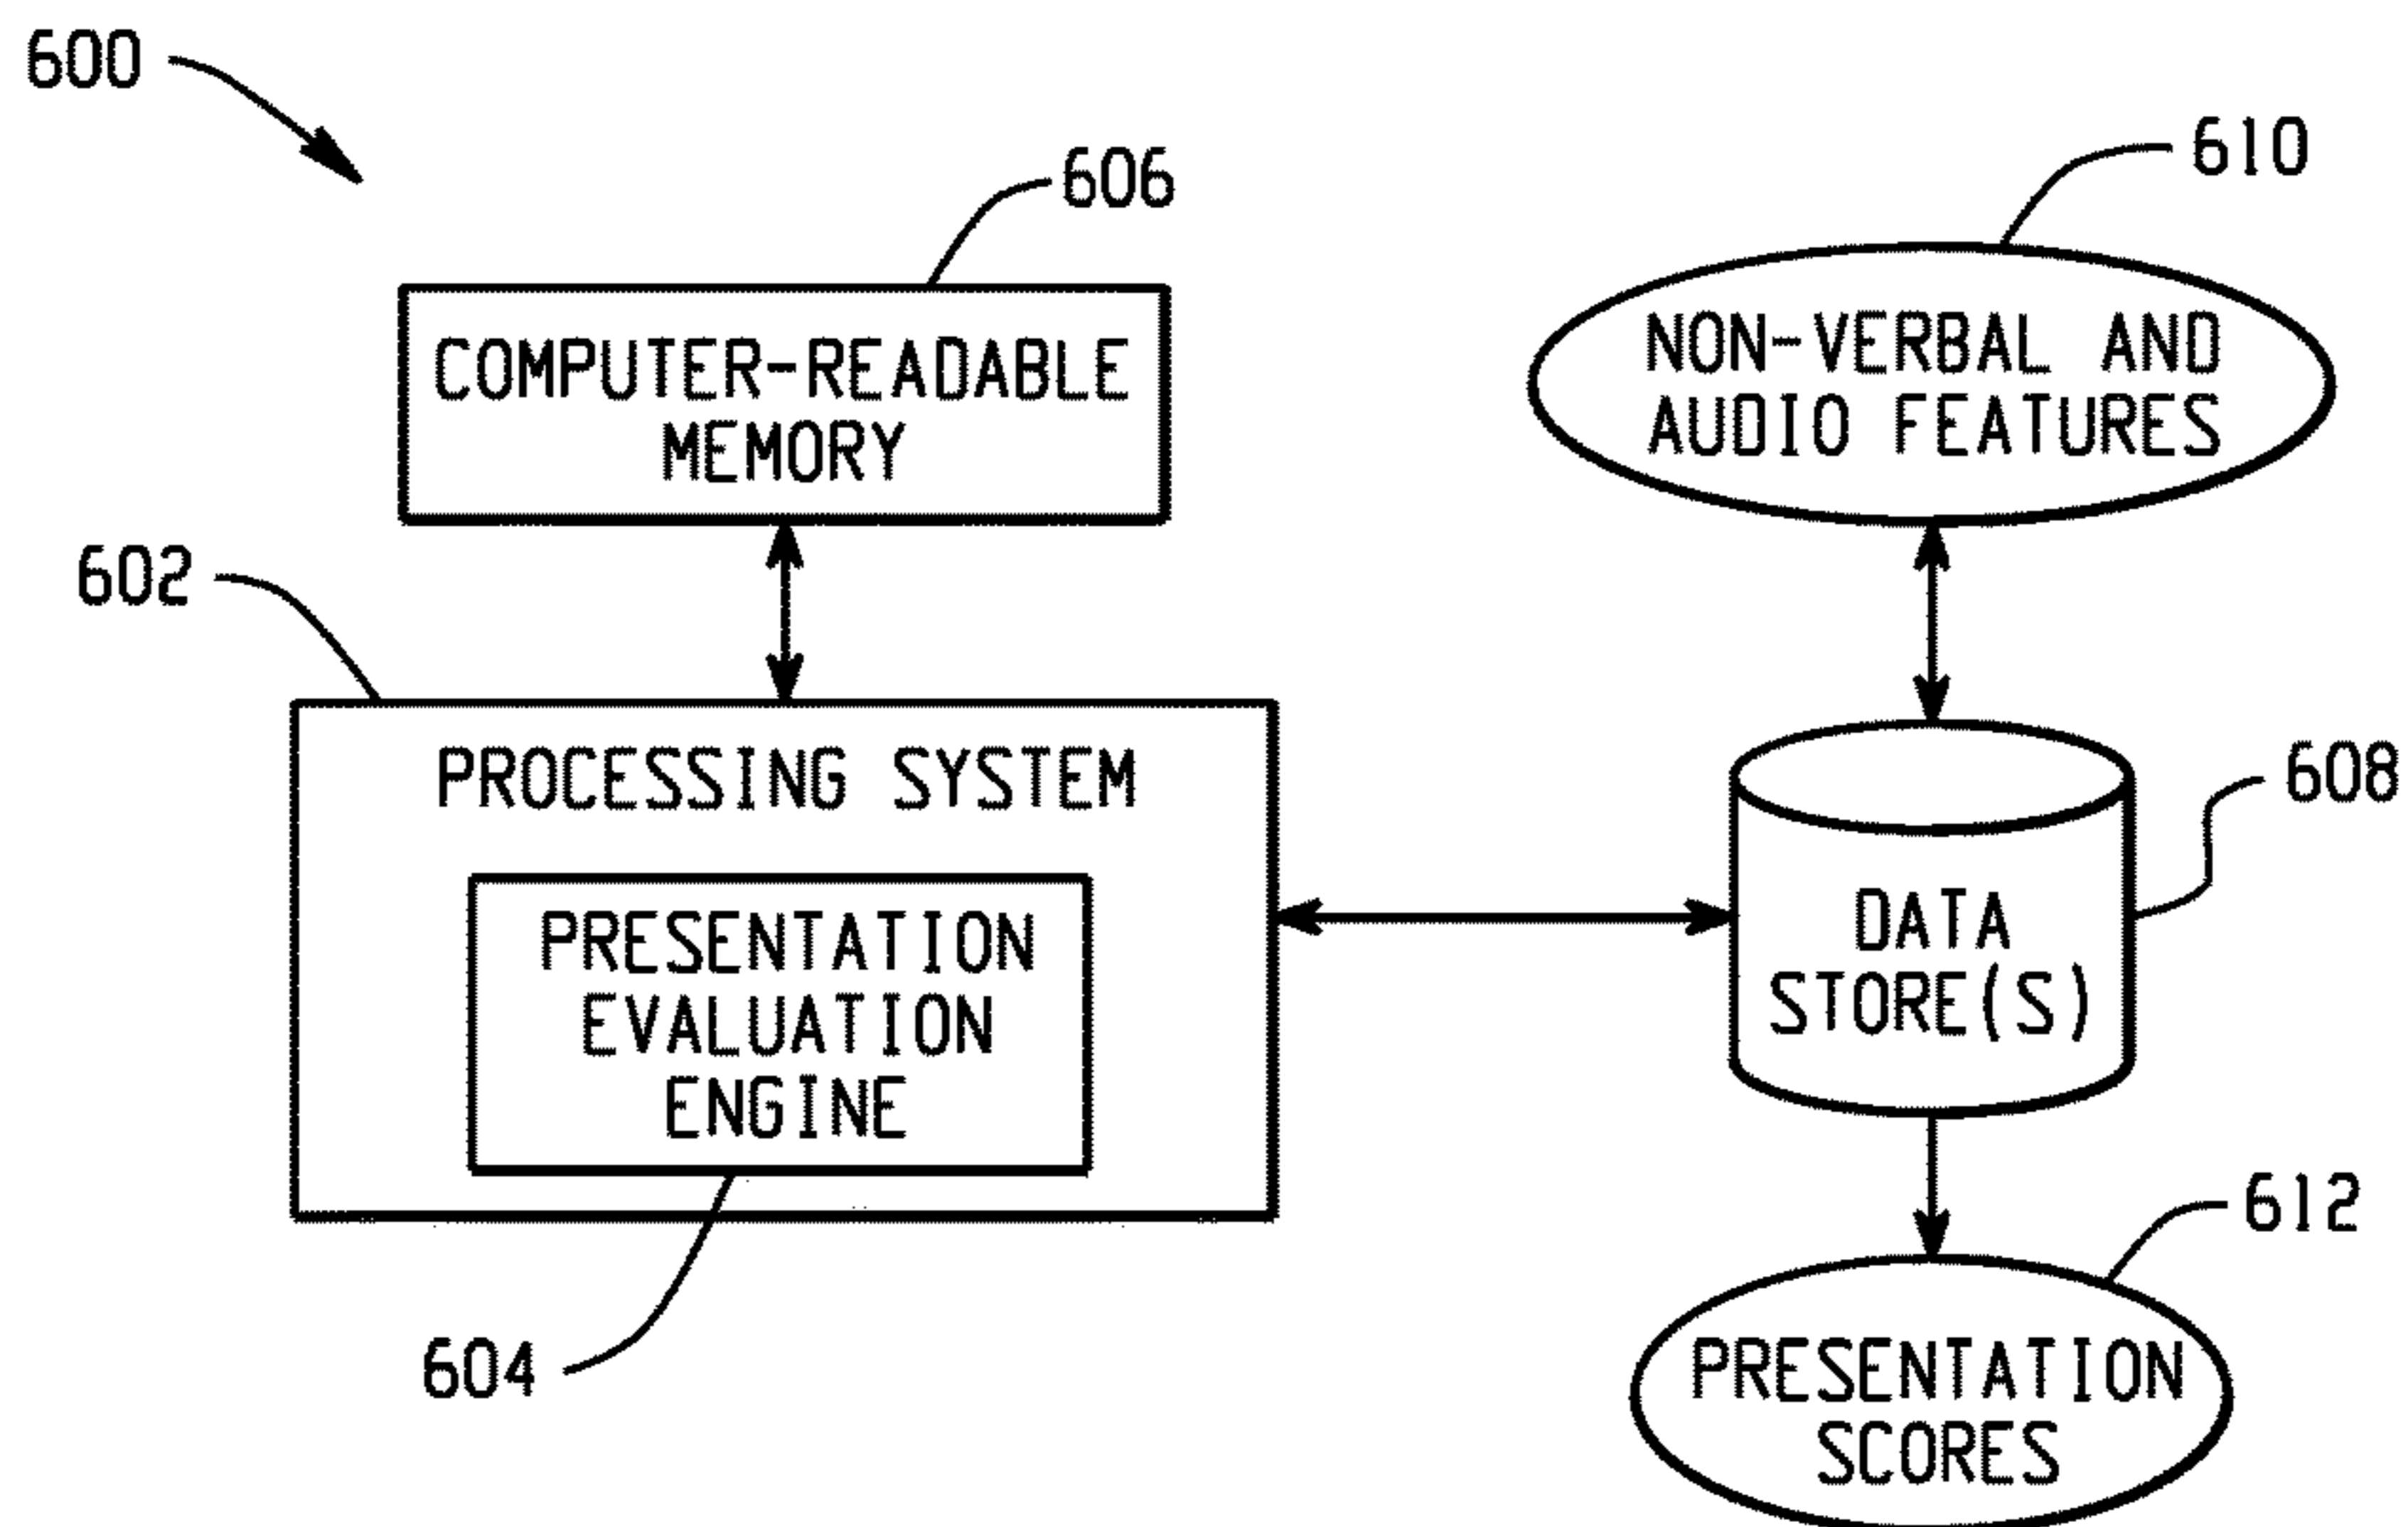 600
606
610
COMPUTER-READABLE
MEMORY
NON-VERBAL AND
AUDIO FEATURES
602
PROCESSING SYSTEM
608
PRESENTATION
EVALUATION
ENGINE
DATA
STORE(S)
604
612
PRESENTATION
SCORES